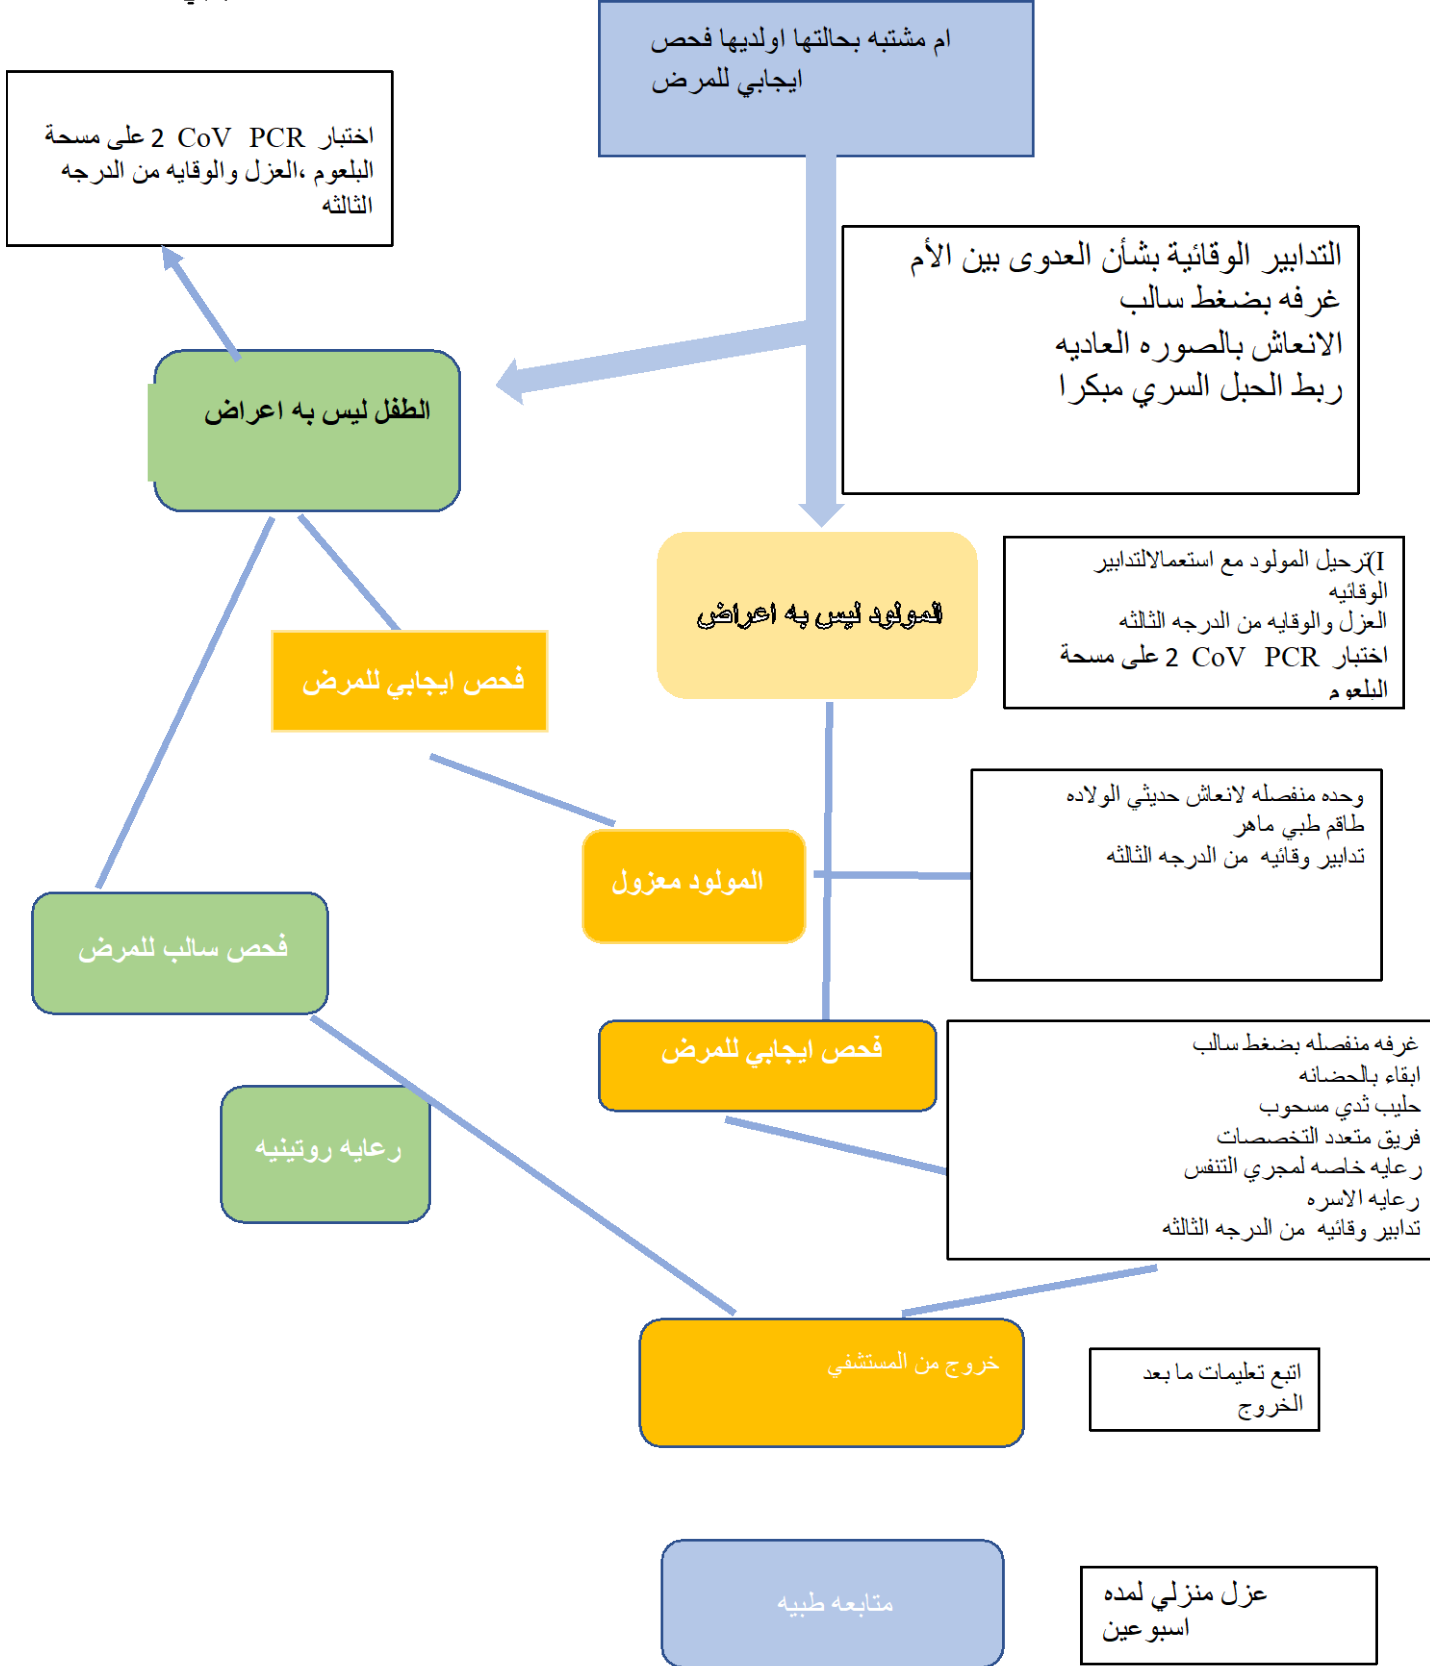 ام مشتبه بحالتها اولديها فحص
ايجابي للمرض
اختبار CoV PCR 2 على مسحة
البلعوم ،العزل والوقايه من الدرجه
الثالثه
التدابير الوقائية بشأن العدوى بين الأم
غرفه بضغط سالب
الانعاش بالصوره العاديه
ربط الحبل السري مبكرا
الطفل ليس به اعراض
المولود ليس به اعراض
I)ترحيل المولود مع استعمالالتدابير
الوقائيه
العزل والوقايه من الدرجه الثالثه
اختبار CoV PCR 2 على مسحة
البلعوم
فحص ايجابي للمرض
وحده منفصله لانعاش حديثي الولاده
طاقم طبي ماهر
تدابير وقائيه من الدرجه الثالثه
المولود معزول
فحص سالب للمرض
فحص ايجابي للمرض
غرفه منفصله بضغط سالب
ابقاء بالحضانه
حليب ثدي مسحوب
فريق متعدد التخصصات
رعايه خاصه لمجري التنفس
رعايه الاسره
تدابير وقائيه من الدرجه الثالثه
رعايه روتينيه
خروج من المستشفي
اتبع تعليمات ما بعد
الخروج
متابعه طبيه
عزل منزلي لمده
اسبوعين